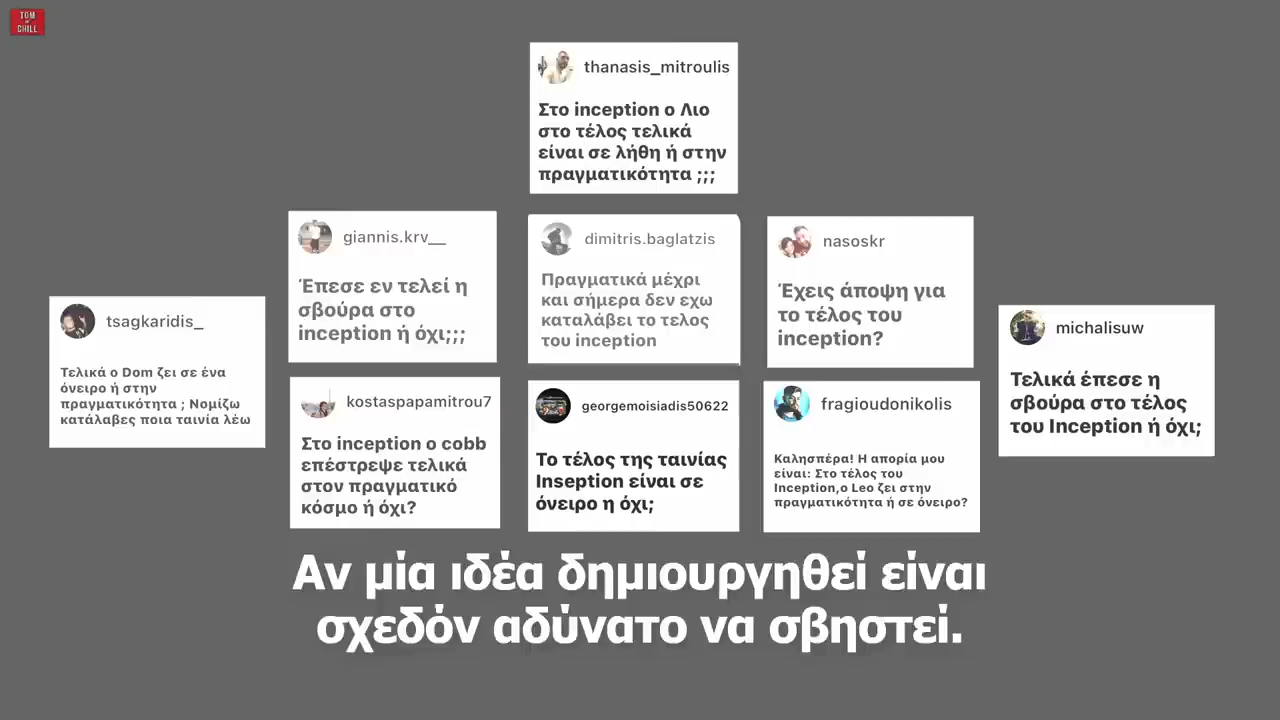 TOM
CHILL
thanasis_mitroulis
Στο inception ο Λιο
στο τέλος τελικά
είναι σε λήθη ή στην
πραγματικότητα ;;;
giannis.krv__
Έπεσε εν τελεί η
σβούρα στο
inception ή όχι;;;
dimitris.baglatzis
Πραγματικά μέχρι
και σήμερα δεν εχω
καταλάβει το τελος
του inception
nasoskr
Έχεις άποψη για
το τέλος του
inception?
tsagkaridis_
Τελικά ο Dom ζει σε ένα
όνειρο ή στην
πραγματικότητα ; Νομίζω
κατάλαβες ποια ταινία λέω
michalisuw
Τελικά έπεσε η
σβούρα στο τέλος
του Inception ή όχι;
kostaspapamitrou7
Στο inception ο cobb
επέστρεψε τελικά
στον πραγματικό
κόσμο ή όχι?
georgemoisiadis50622
Το τέλος της ταινίας
Inseption είναι σε
όνειρο η όχι;
fragioudonikolis
Καλησπέρα! Η απορία μου
είναι: Στο τέλος του
Inception,ο Leo ζει στην
πραγματικότητα ή σε όνειρο?
Αν μία ιδέα δημιουργηθεί είναι
σχεδόν αδύνατο να σβηστεί.